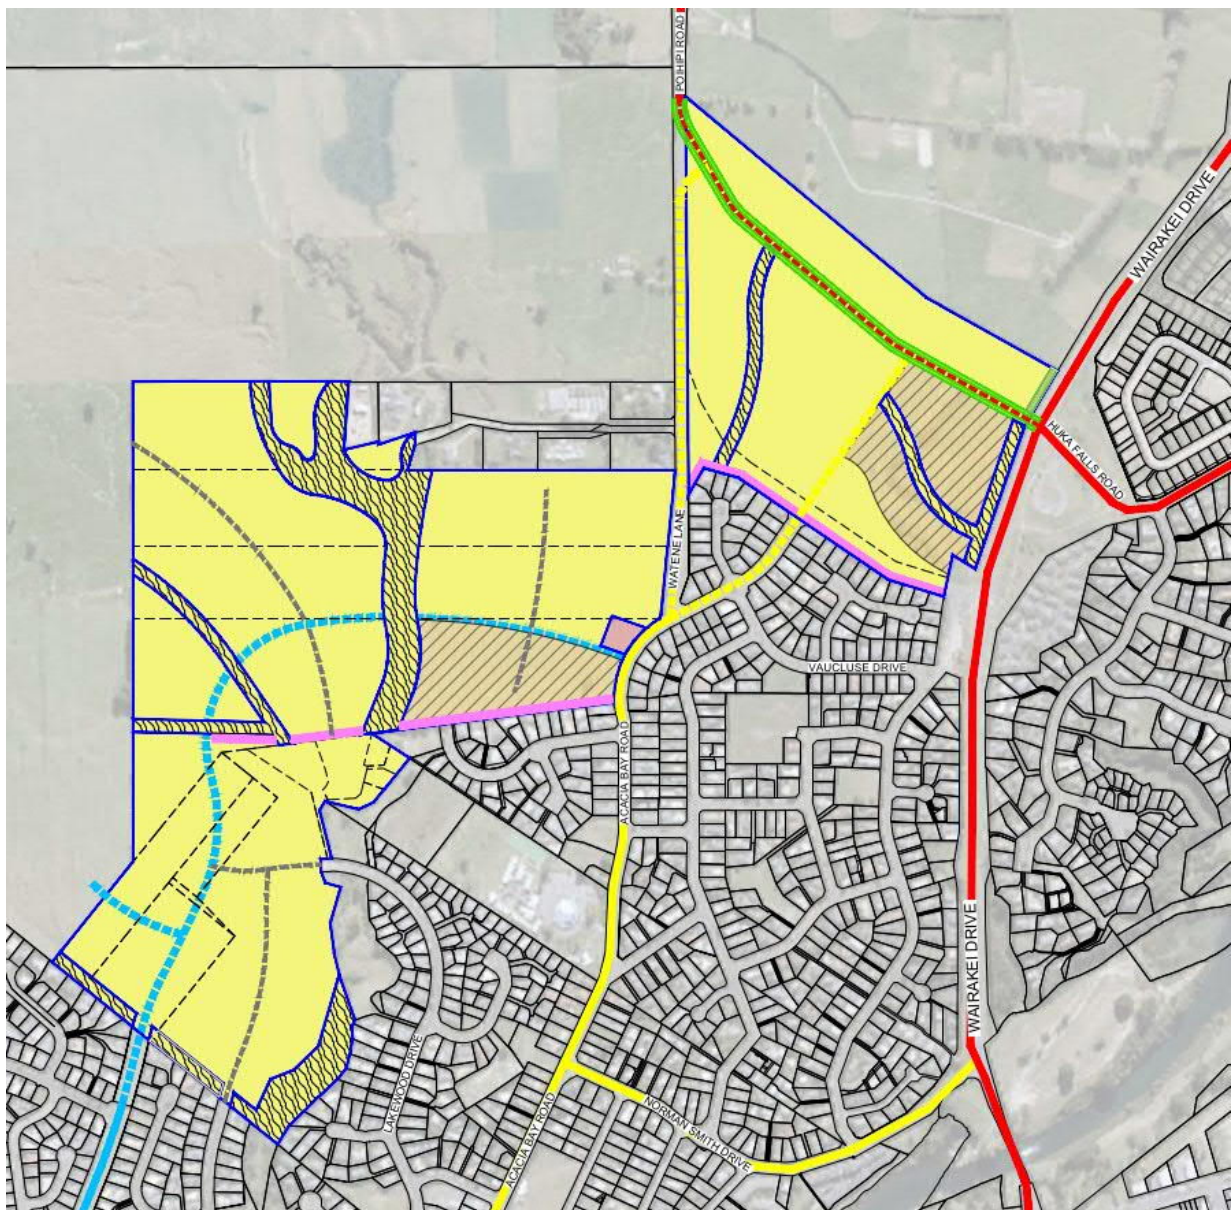 POIHIPI ROAD
WAIRAKEI DRIVE
HUKA FALLS ROAD
WATENE LANE
VAUCLUSE DRIVE
ACACIA BAY ROAD
WAIRAKEI DRIVE
LAKEWOOD DRIVE
NORMAN SMITH DRIVE
ACACIA BAY ROAD